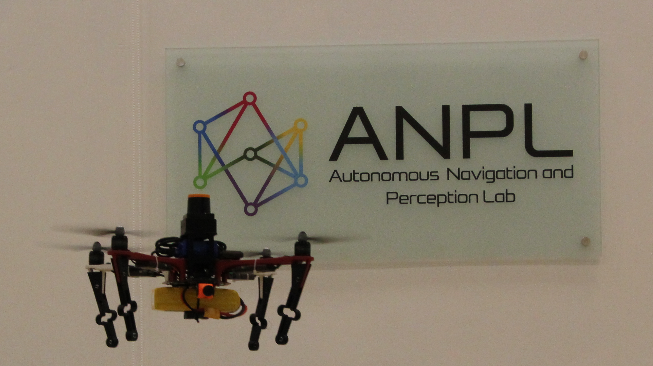 ANPL
Autonomous Navigation and
Perception Lab